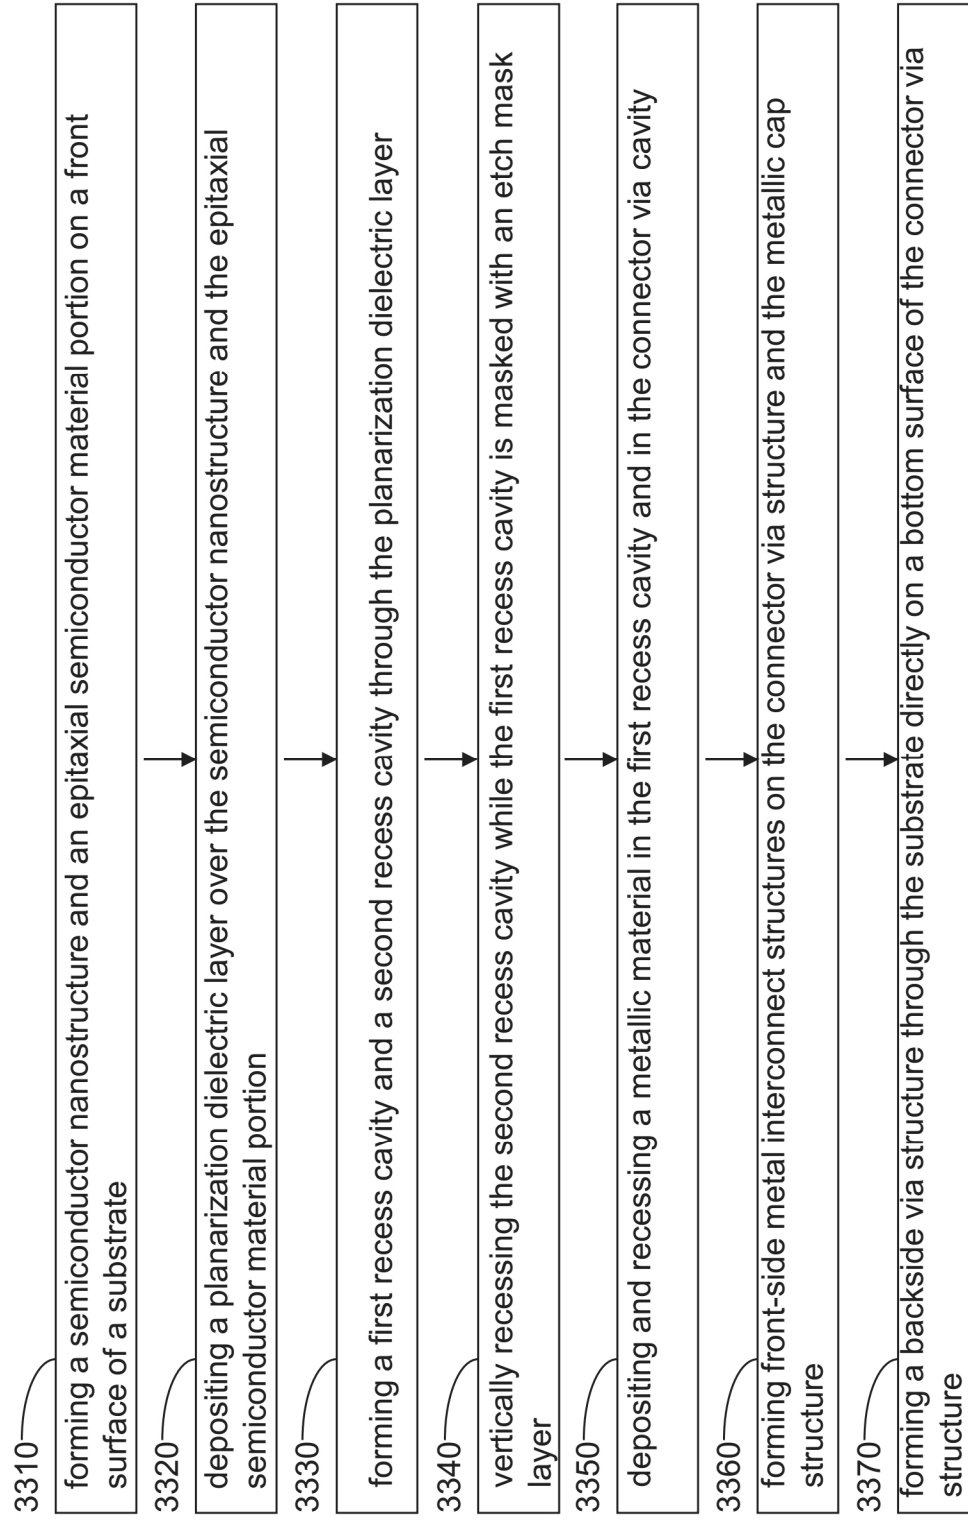 3310
forming a semiconductor nanostructure and an epitaxial semiconductor material portion on a front
surface of a substrate
3320
depositing a planarization dielectric layer over the semiconductor nanostructure and the epitaxial
semiconductor material portion
3330
forming a first recess cavity and a second recess cavity through the planarization dielectric layer
3340
vertically recessing the second recess cavity while the first recess cavity is masked with an etch mask
layer
3350
depositing and recessing a metallic material in the first recess cavity and in the connector via cavity
3360
forming front-side metal interconnect structures on the connector via structure and the metallic cap
structure
3370
forming a backside via structure through the substrate directly on a bottom surface of the connector via
structure